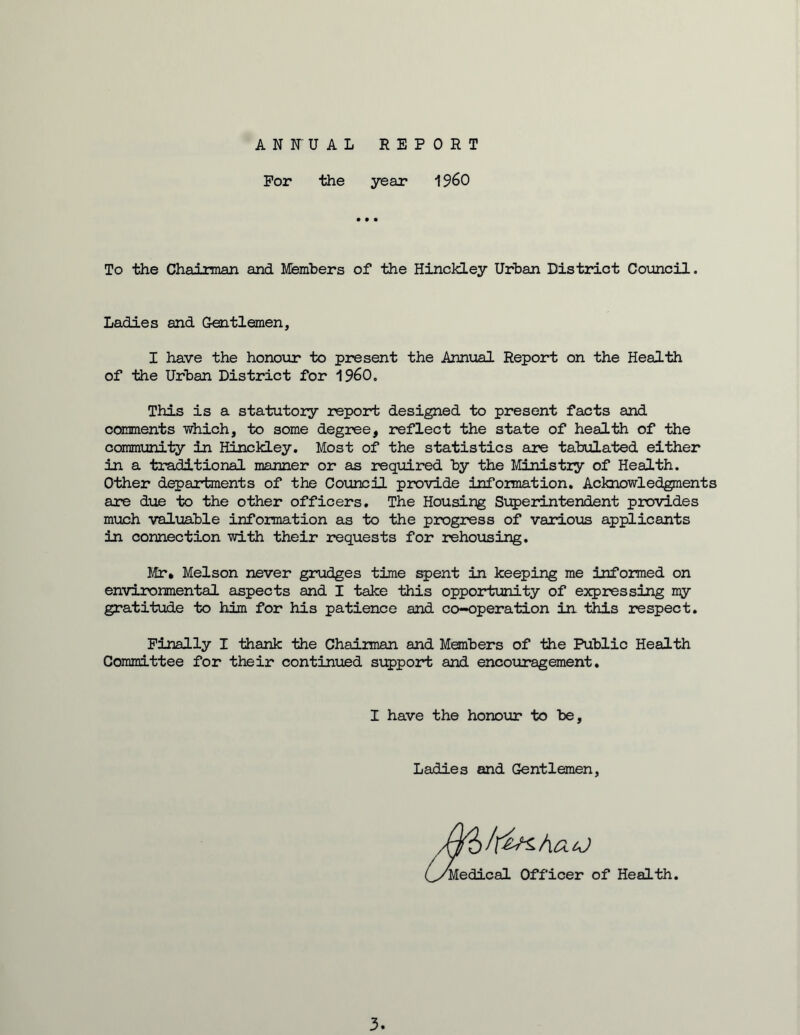 ANNUAL REPORT
For the year 1960
...
To the Chairman and Members of the Hinckley Urban District Council.
Ladies and Gentlemen,
I have the honour to present the Annual Report on the Health
of the Urban District for 1960.
This is a statutory report designed to present facts and
comments which, to some degree, reflect the state of health of the
community in Hinckley. Most of the statistics are tabulated either
in a traditional manner or as required by the Ministry of Health.
Other departments of the Council provide information. Acknowledgments
are due to the other officers. The Housing Superintendent provides
much valuable information as to the progress of various applicants
in connection with their requests for rehousing.
Mr. Melson never grudges time spent in keeping me informed on
environmental aspects and I take this opportunity of expressing my
gratitude to him for his patience and co-operation in this respect.
Finally I thank the Chairman and Members of the Public Health
Committee for their continued support and encouragement.
I have the honour to be,
Ladies and Gentlemen,
Medical Officer of Health.
3.